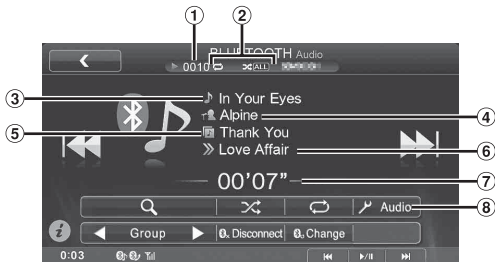 ① ②
BLUETOOTH Audio
0010 ALL
③ In Your Eyes
Alpine ④
⑤ Thank You
Love Affair ⑥
00'07" ⑦
Audio ⑧
i Group Disconnect Change
0:03